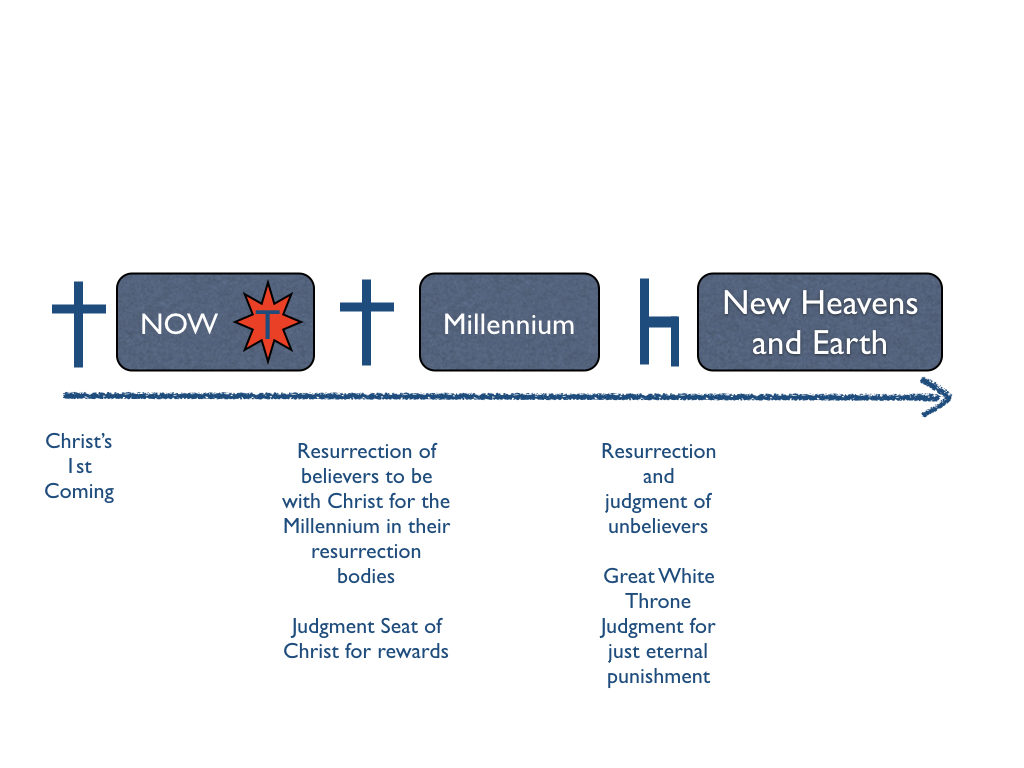 NOW
T
Millennium
New Heavens
and Earth
Christ's
1st
Coming
Resurrection of
believers to be
with Christ for the
Millennium in their
resurrection
bodies
Judgment Seat of
Christ for rewards
Resurrection
and
judgment of
unbelievers
Great White
Throne
Judgment for
just eternal
punishment